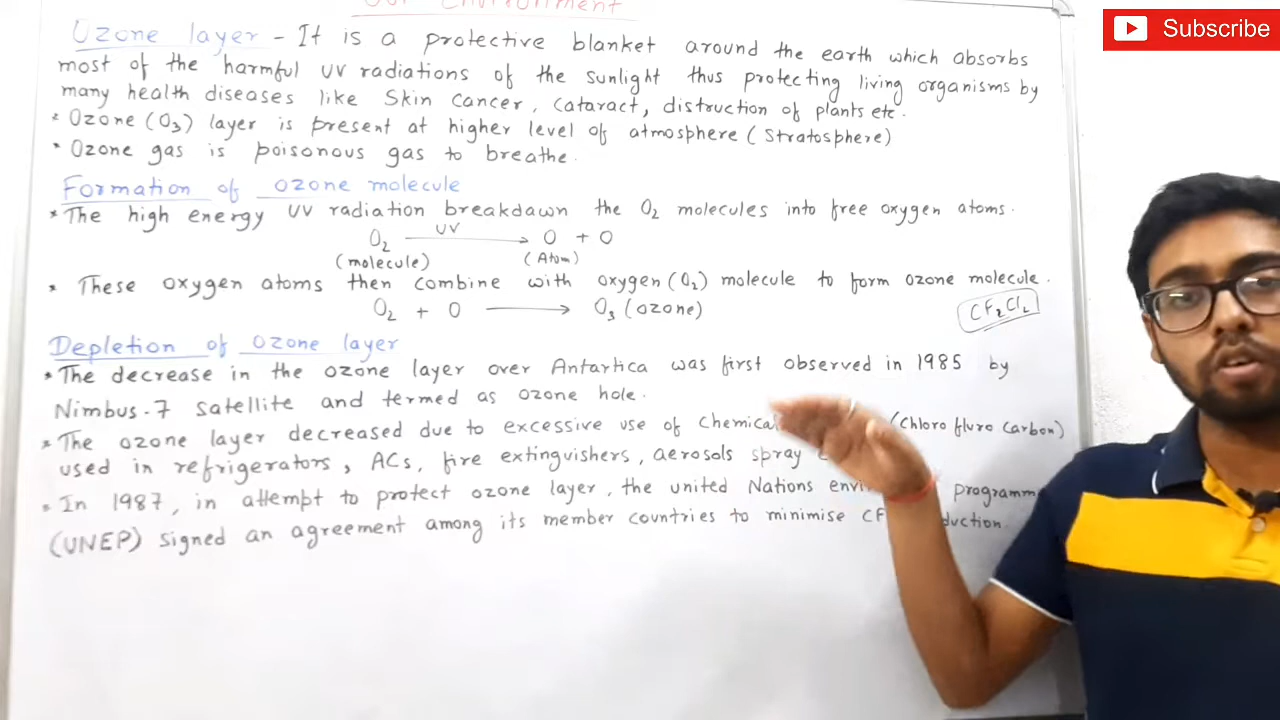 Our Environment
Subscribe
Ozone layer - It is a protective blanket around the earth which absorbs
most of the harmful UV radiations of the sunlight thus protecting living organisms by
many health diseases like Skin cancer, cataract, distruction of plants etc.
* Ozone (O₃) layer is present at higher level of atmosphere (Stratosphere)
* Ozone gas is poisonous gas to breathe.
Formation of ozone molecule
* The high energy UV radiation breakdawn the O₂ molecules into free oxygen atoms.
O₂ UV → O + O
(molecule) (Atom)
* These oxygen atoms then combine with oxygen (O₂) molecule to form ozone molecule.
O₂ + O → O₃ (ozone)
CF₂Cl₂
Depletion of ozone layer
* The decrease in the ozone layer over Antartica was first observed in 1985 by
Nimbus-7 satellite and termed as ozone hole.
* The ozone layer decreased due to excessive use of chemical (Chloro fluro carbon)
used in refrigerators, ACs, fire extinguishers, aerosols spray
* In 1987, in attempt to protect ozone layer, the united Nations programm
(UNEP) signed an agreement among its member countries to minimise CF duction.